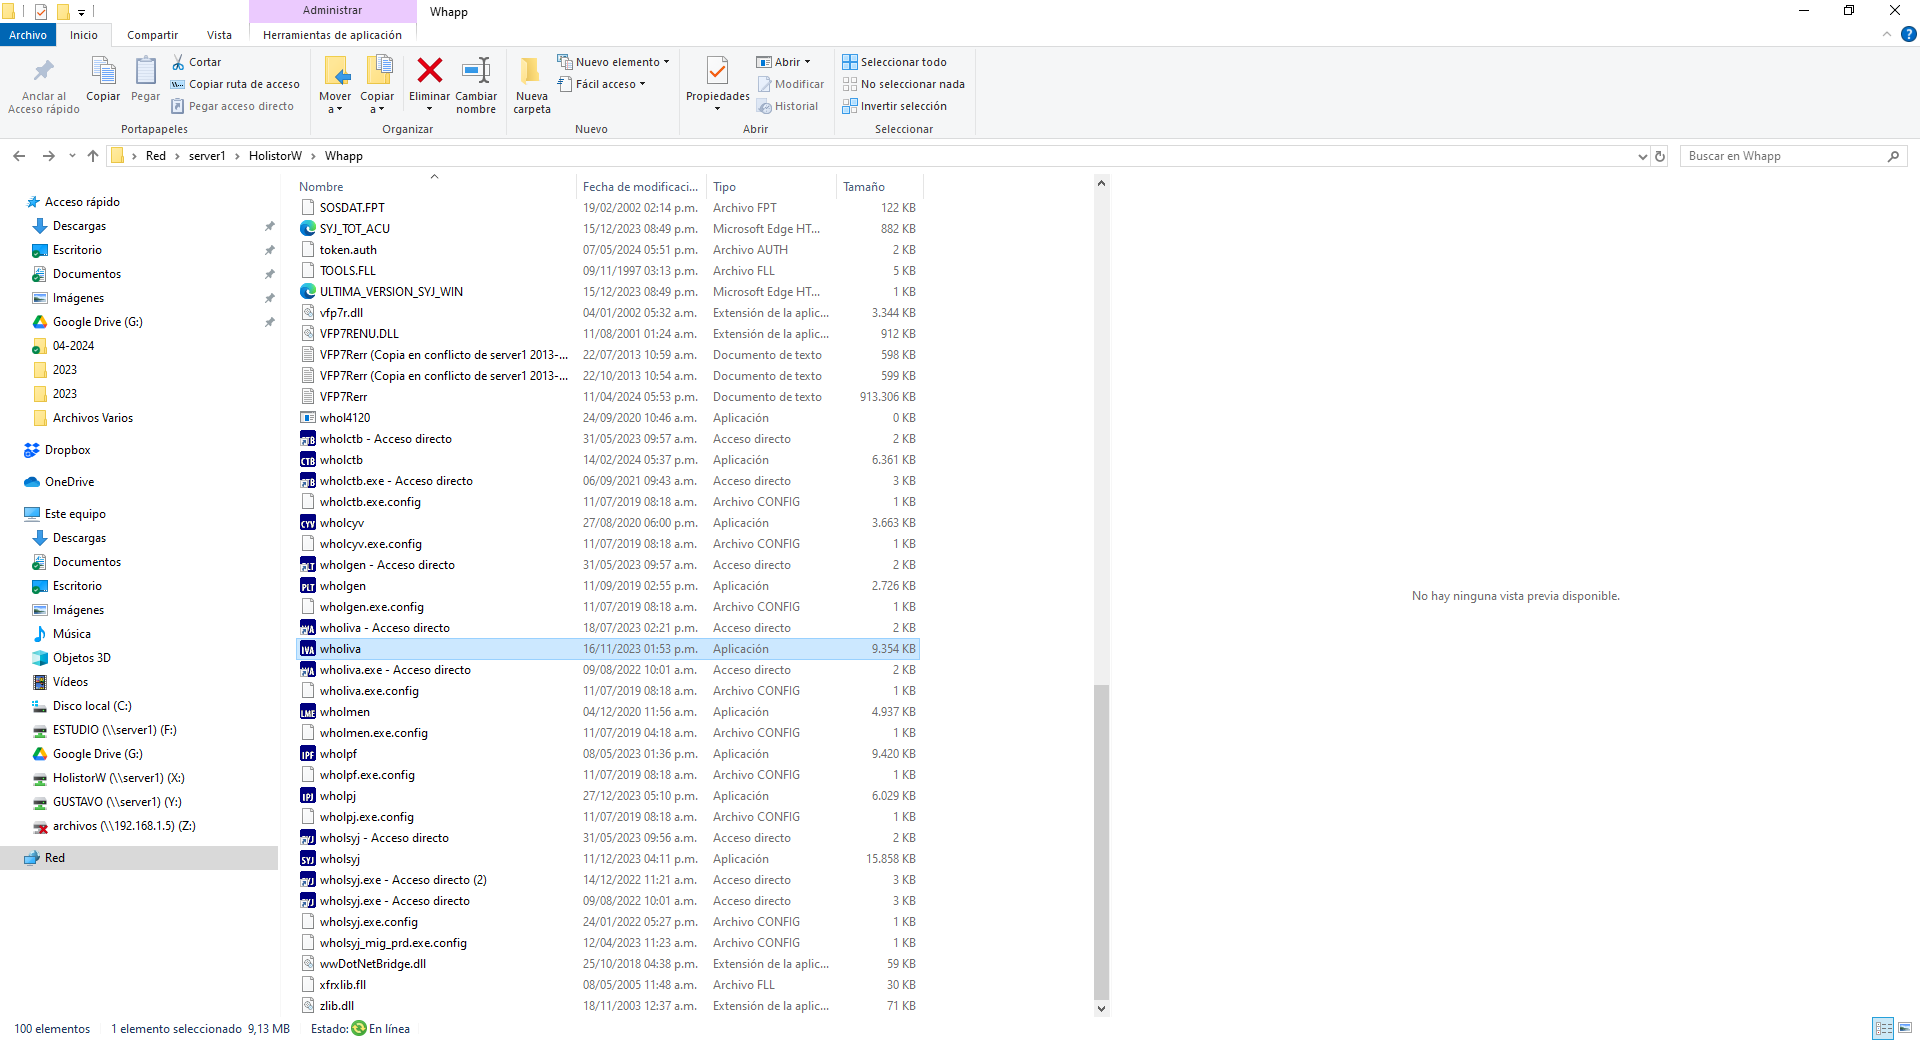 Administrar
Whapp
Archivo
Inicio
Compartir
Vista
Herramientas de aplicación
Anclar al Acceso rápido
Copiar
Pegar
Cortar
Copiar ruta de acceso
Pegar acceso directo
Portapapeles
Mover a
Copiar a
Eliminar
Cambiar nombre
Organizar
Nueva carpeta
Nuevo elemento
Fácil acceso
Nuevo
Propiedades
Abrir
Modificar
Historial
Abrir
Seleccionar todo
No seleccionar nada
Invertir selección
Seleccionar
Red > server1 > HolistorW > Whapp
Buscar en Whapp
Acceso rápido
Descargas
Escritorio
Documentos
Imágenes
Google Drive (G:)
04-2024
2023
2023
Archivos Varios
Dropbox
OneDrive
Este equipo
Descargas
Documentos
Escritorio
Imágenes
Música
Objetos 3D
Vídeos
Disco local (C:)
ESTUDIO (\\server1) (F:)
Google Drive (G:)
HolistorW (\\server1) (X:)
GUSTAVO (\\server1) (Y:)
archivos (\\192.168.1.5) (Z:)
Red
Nombre Fecha de modificaci... Tipo Tamaño
SOSDAT.FPT 19/02/2002 02:14 p.m. Archivo FPT 122 KB
SYJ_TOT_ACU 15/12/2023 08:49 p.m. Microsoft Edge HT... 882 KB
token.auth 07/05/2024 05:51 p.m. Archivo AUTH 2 KB
TOOLS.FLL 09/11/1997 03:13 p.m. Archivo FLL 5 KB
ULTIMA_VERSION_SYJ_WIN 15/12/2023 08:49 p.m. Microsoft Edge HT... 1 KB
vfp7r.dll 04/01/2002 05:32 a.m. Extensión de la aplic... 3.344 KB
VFP7RENU.DLL 11/08/2001 01:24 a.m. Extensión de la aplic... 912 KB
VFP7Rerr (Copia en conflicto de server1 2013-... 22/07/2013 10:59 a.m. Documento de texto 598 KB
VFP7Rerr (Copia en conflicto de server1 2013-... 22/10/2013 10:54 a.m. Documento de texto 599 KB
VFP7Rerr 11/04/2024 05:53 p.m. Documento de texto 913.306 KB
whol4120 24/09/2020 10:46 a.m. Aplicación 0 KB
wholctb - Acceso directo 31/05/2023 09:57 a.m. Acceso directo 2 KB
wholctb 14/02/2024 05:37 p.m. Aplicación 6.361 KB
wholctb.exe - Acceso directo 06/09/2021 09:43 a.m. Acceso directo 3 KB
wholctb.exe.config 11/07/2019 08:18 a.m. Archivo CONFIG 1 KB
wholcyv 27/08/2020 06:00 p.m. Aplicación 3.663 KB
wholcyv.exe.config 11/07/2019 08:18 a.m. Archivo CONFIG 1 KB
wholgen - Acceso directo 31/05/2023 09:57 a.m. Acceso directo 2 KB
wholgen 11/09/2019 02:55 p.m. Aplicación 2.726 KB
wholgen.exe.config 11/07/2019 08:18 a.m. Archivo CONFIG 1 KB
wholiva - Acceso directo 18/07/2023 02:21 p.m. Acceso directo 2 KB
wholiva 16/11/2023 01:53 p.m. Aplicación 9.354 KB
wholiva.exe - Acceso directo 09/08/2022 10:01 a.m. Acceso directo 2 KB
wholiva.exe.config 11/07/2019 08:18 a.m. Archivo CONFIG 1 KB
wholmen 04/12/2020 11:56 a.m. Aplicación 4.937 KB
wholmen.exe.config 11/07/2019 04:18 a.m. Archivo CONFIG 1 KB
wholpf 08/05/2023 01:36 p.m. Aplicación 9.420 KB
wholpf.exe.config 11/07/2019 08:18 a.m. Archivo CONFIG 1 KB
wholpj 27/12/2023 05:10 p.m. Aplicación 6.029 KB
wholpj.exe.config 11/07/2019 08:18 a.m. Archivo CONFIG 1 KB
wholsyj - Acceso directo 31/05/2023 09:56 a.m. Acceso directo 2 KB
wholsyj 11/12/2023 04:11 p.m. Aplicación 15.858 KB
wholsyj.exe - Acceso directo (2) 14/12/2022 11:21 a.m. Acceso directo 3 KB
wholsyj.exe - Acceso directo 09/08/2022 10:01 a.m. Acceso directo 3 KB
wholsyj.exe.config 24/01/2022 05:27 p.m. Archivo CONFIG 1 KB
wholsyj_mig_prd.exe.config 12/04/2023 11:23 a.m. Archivo CONFIG 1 KB
wwDotNetBridge.dll 25/10/2018 04:38 p.m. Extensión de la aplic... 59 KB
xfrxlib.fll 08/05/2005 11:48 a.m. Archivo FLL 30 KB
zlib.dll 18/11/2003 12:37 a.m. Extensión de la aplic... 71 KB
No hay ninguna vista previa disponible.
100 elementos 1 elemento seleccionado 9,13 MB Estado: En línea